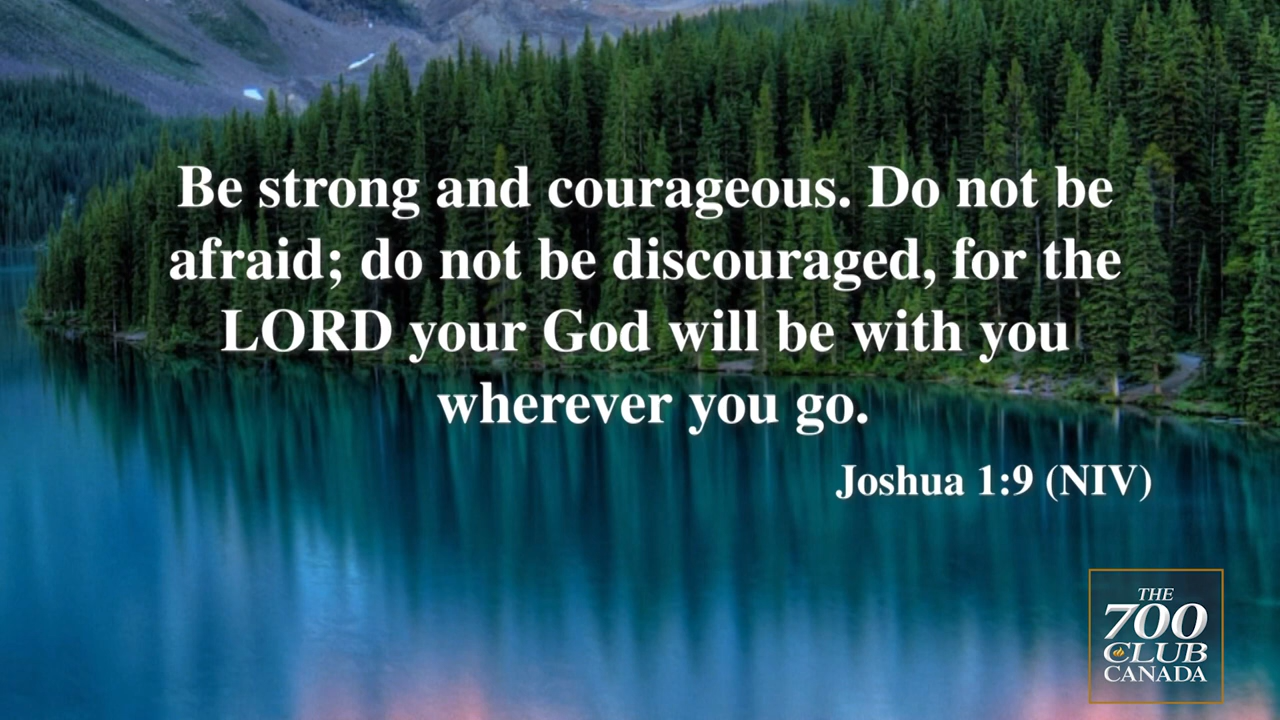 Be strong and courageous. Do not be
afraid; do not be discouraged, for the
LORD your God will be with you
wherever you go.
Joshua 1:9 (NIV)
THE
700
CLUB
CANADA